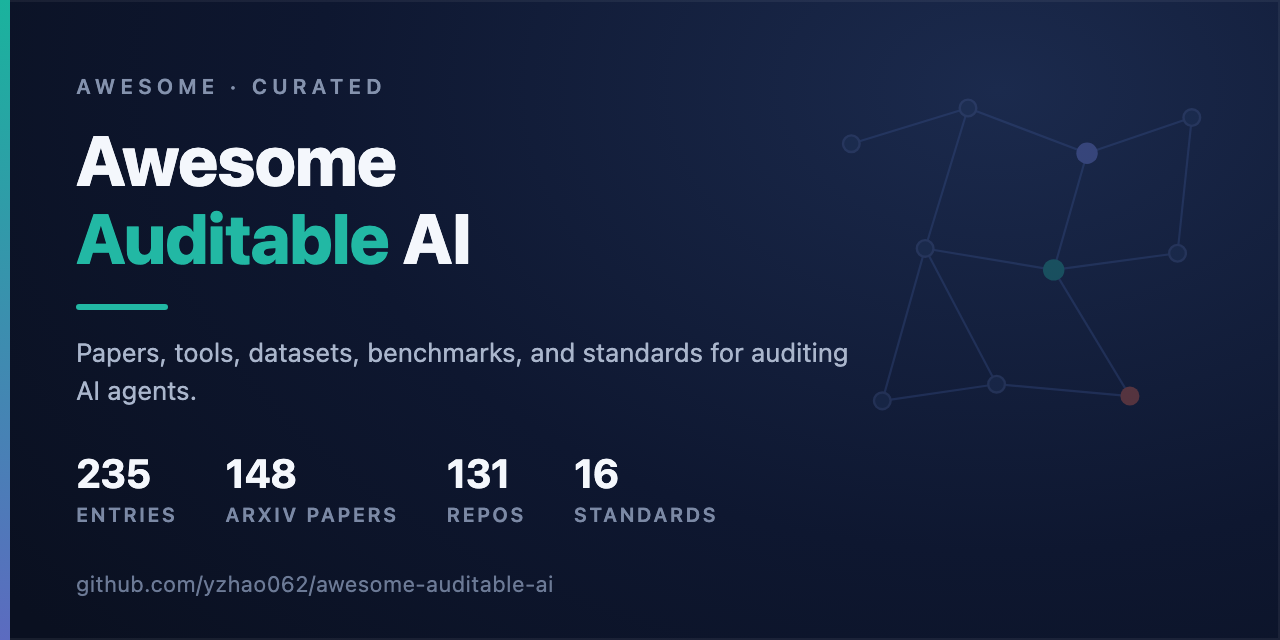 AWESOME · CURATED
Awesome
Auditable AI
Papers, tools, datasets, benchmarks, and standards for auditing
AI agents.
235 148 131 16
ENTRIES ARXIV PAPERS REPOS STANDARDS
github.com/yzhao062/awesome-auditable-ai